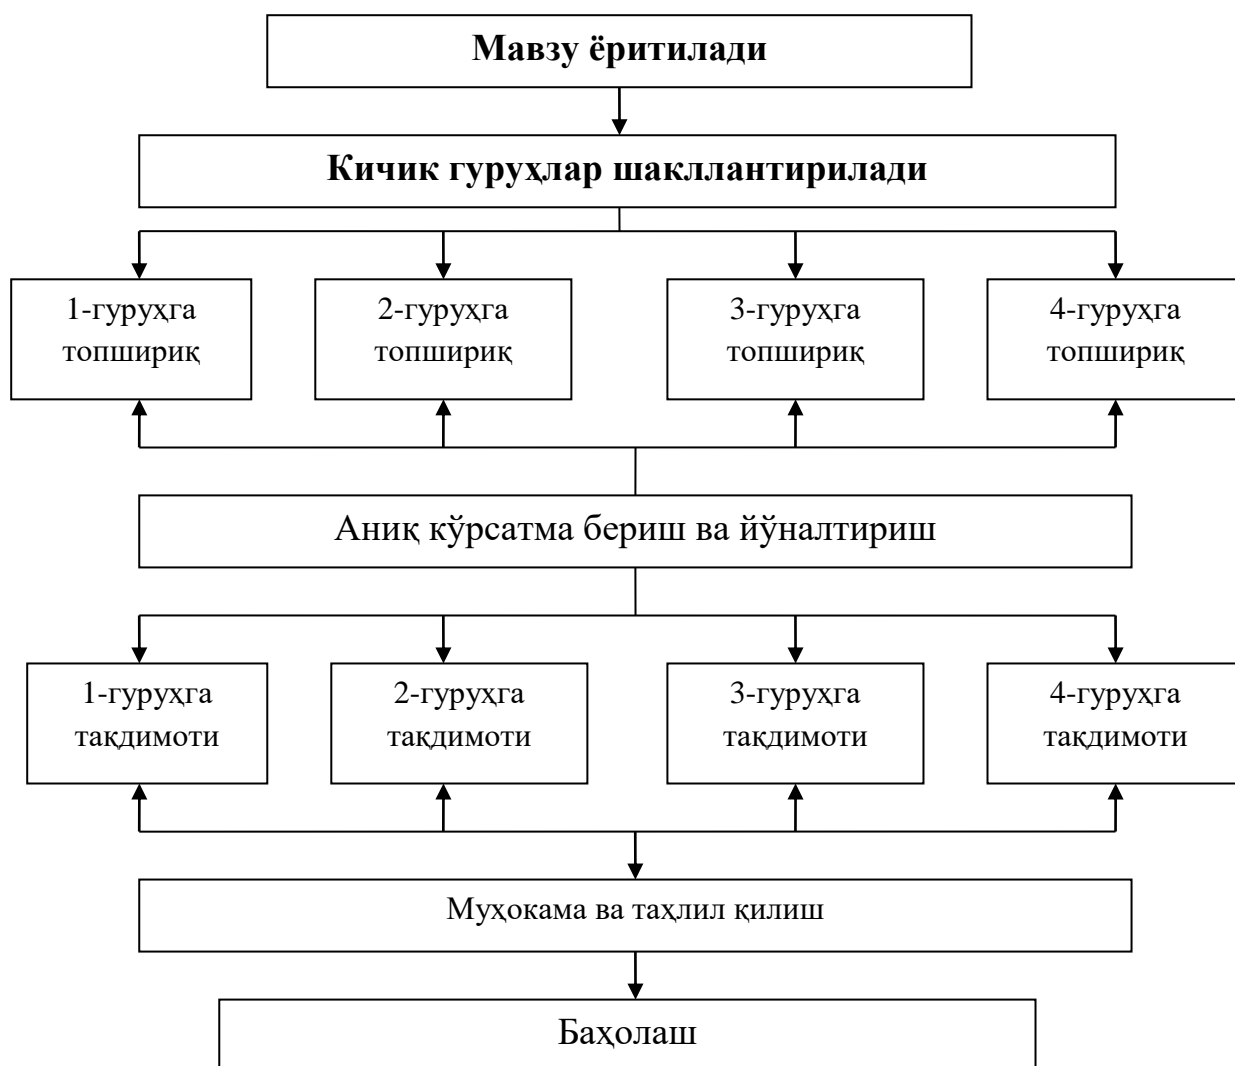 Мавзу ёритилади
Кичик гуруҳлар шакллантирилади
1-гуруҳга
топшириқ
2-гуруҳга
топшириқ
3-гуруҳга
топшириқ
4-гуруҳга
топшириқ
Аниқ кўрсатма бериш ва йўналтириш
1-гуруҳга
тақдимоти
2-гуруҳга
тақдимоти
3-гуруҳга
тақдимоти
4-гуруҳга
тақдимоти
Муҳокама ва таҳлил қилиш
Баҳолаш